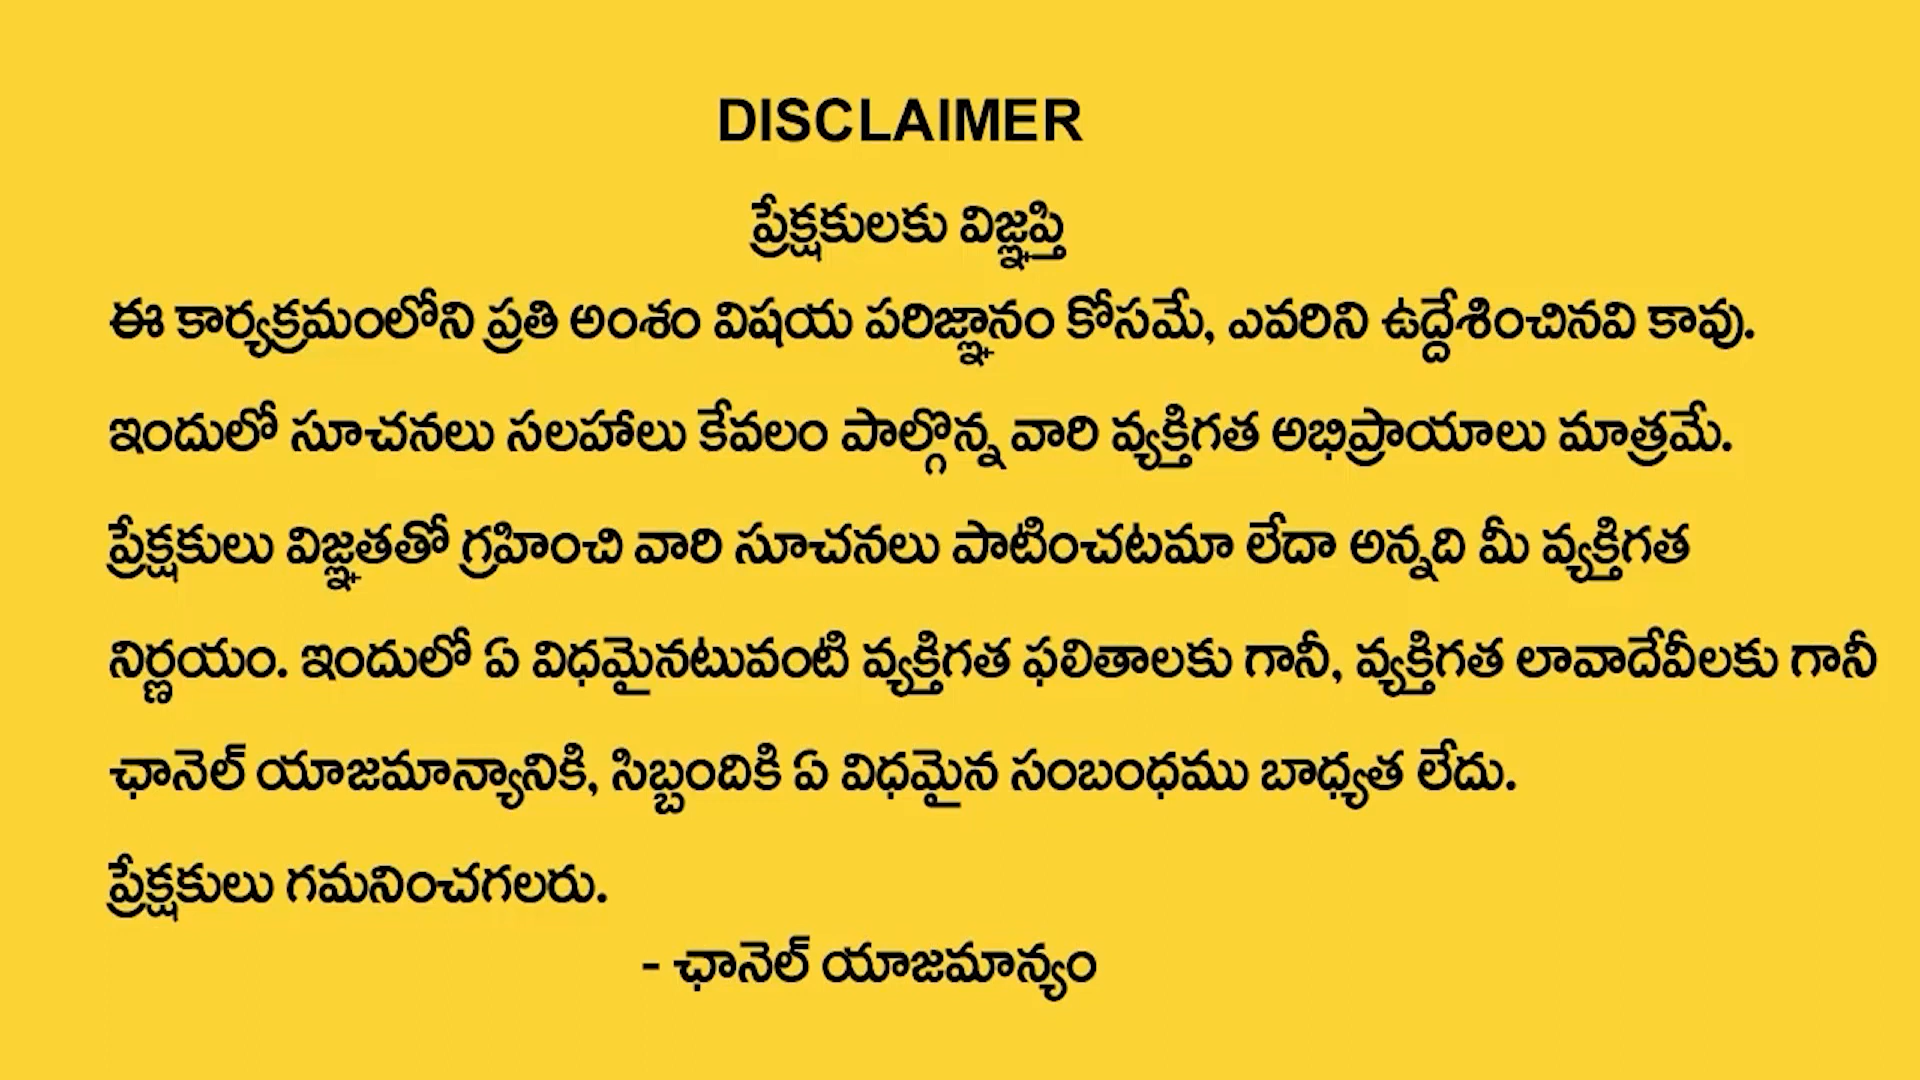 DISCLAIMER
ప్రేక్షకులకు విజ్ఞప్తి
ఈ కార్యక్రమంలోని ప్రతి అంశం విషయ పరిజ్ఞానం కోసమే, ఎవరిని ఉద్దేశించినవి కావు.
ఇందులో సూచనలు సలహాలు కేవలం పాల్గొన్న వారి వ్యక్తిగత అభిప్రాయాలు మాత్రమే.
ప్రేక్షకులు విజ్ఞతతో గ్రహించి వారి సూచనలు పాటించటమా లేదా అన్నది మీ వ్యక్తిగత
నిర్ణయం. ఇందులో ఏ విధమైనటువంటి వ్యక్తిగత ఫలితాలకు గానీ, వ్యక్తిగత లావాదేవీలకు గానీ
ఛానెల్ యాజమాన్యానికి, సిబ్బందికి ఏ విధమైన సంబంధము బాధ్యత లేదు.
ప్రేక్షకులు గమనించగలరు.
- ఛానెల్ యాజమాన్యం